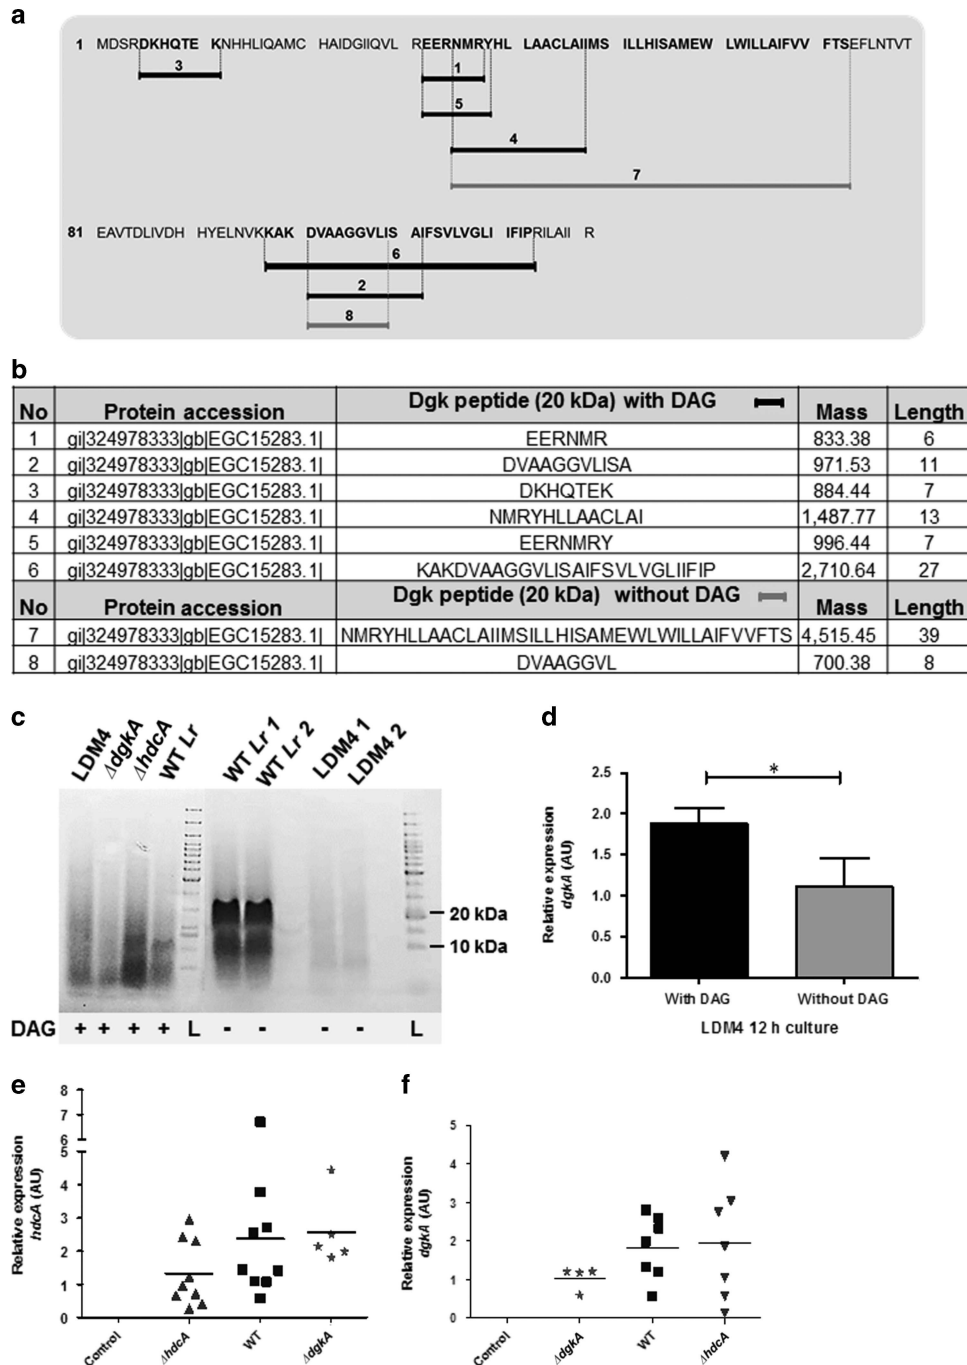 a
1 MDSRDKHQTE KNHHLIQAMC HAIDGIIQVL REERNMRYHL LAACLAIIMS ILLHISAMEW LWILLAIFVV FTSEFLNTVT
3
1
5
4
7
81 EAVTDLIVDH HYELNVKKAK DVAAGGVLIS AIFSVLVGLI IFIPRILAII R
6
2
8
b
No Protein accession Dgk peptide (20 kDa) with DAG Mass Length
1 gi|324978333|gb|EGC15283.1| EERNMR 833.38 6
2 gi|324978333|gb|EGC15283.1| DVAAGGVLISA 971.53 11
3 gi|324978333|gb|EGC15283.1| DKHQTEK 884.44 7
4 gi|324978333|gb|EGC15283.1| NMRYHLLAACLAI 1,487.77 13
5 gi|324978333|gb|EGC15283.1| EERNMRY 996.44 7
6 gi|324978333|gb|EGC15283.1| KAKDVAAGGVLISAIFSVLVGLIIFIP 2,710.64 27
No Protein accession Dgk peptide (20 kDa) without DAG Mass Length
7 gi|324978333|gb|EGC15283.1| NMRYHLLAACLAIIMSILLHISAMEWLWILLAIFVVFTS 4,515.45 39
8 gi|324978333|gb|EGC15283.1| DVAAGGVL 700.38 8
c
LDM4 ΔdgkA ΔhdcA WT Lr WT Lr 1 WT Lr 2 LDM4 1 LDM4 2
20 kDa
10 kDa
DAG + + + + L - - - - L
d
Relative expression
dgkA (AU)
2.5
2.0
1.5
1.0
0.5
0.0
*
With DAG Without DAG
LDM4 12 h culture
e
Relative expression
hdcA (AU)
8
7
6
5
4
3
2
1
0
Control ΔhdcA WT ΔdgkA
f
Relative expression
dgkA (AU)
5
4
3
2
1
0
Control ΔdgkA WT ΔhdcA